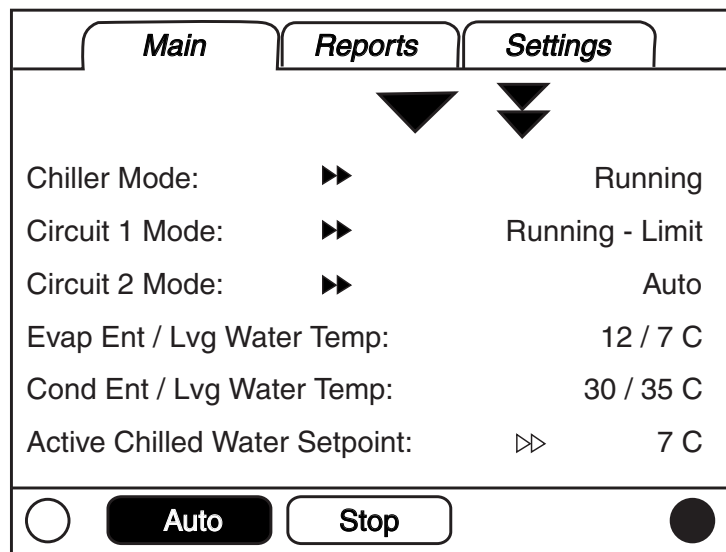 Main Reports Settings
Chiller Mode: Running
Circuit 1 Mode: Running - Limit
Circuit 2 Mode: Auto
Evap Ent / Lvg Water Temp: 12 / 7 C
Cond Ent / Lvg Water Temp: 30 / 35 C
Active Chilled Water Setpoint: 7 C
Auto Stop